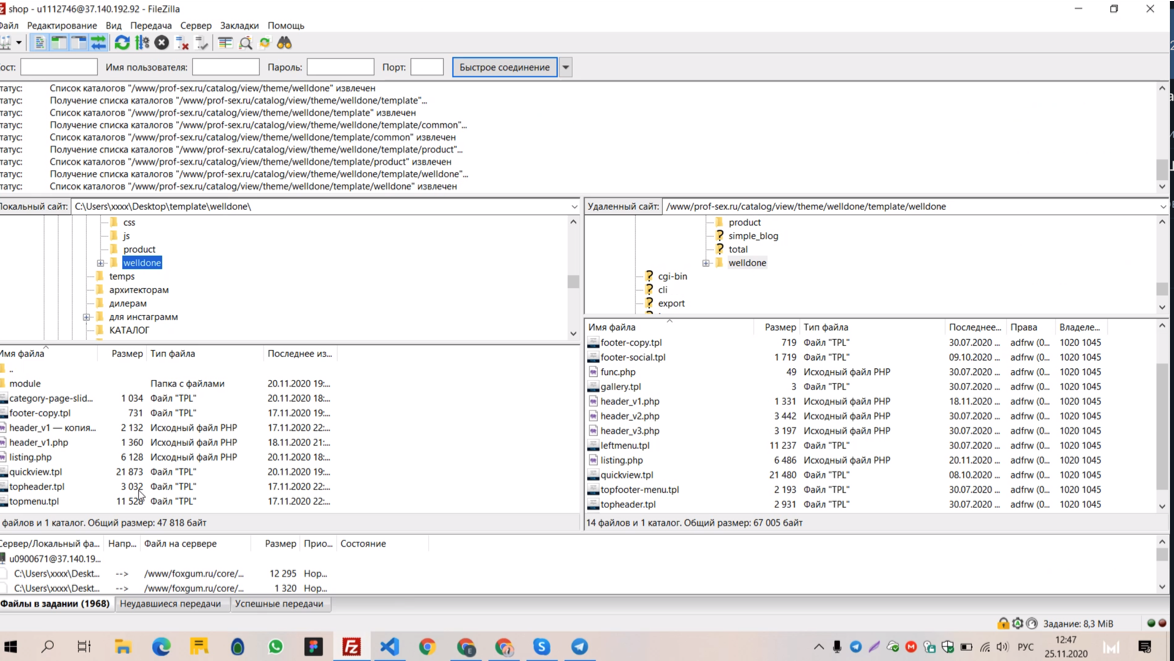 shop - u1112746@37.140.192.92 - FileZilla
Файл Редактирование Вид Передача Сервер Закладки Помощь
ост: Имя пользователя: Пароль: Порт: Быстрое соединение
татус: Список каталогов "/www/prof-sex.ru/catalog/view/theme/welldone" извлечен
татус: Получение списка каталогов "/www/prof-sex.ru/catalog/view/theme/welldone/template"...
татус: Список каталогов "/www/prof-sex.ru/catalog/view/theme/welldone/template" извлечен
татус: Получение списка каталогов "/www/prof-sex.ru/catalog/view/theme/welldone/template/common"...
татус: Список каталогов "/www/prof-sex.ru/catalog/view/theme/welldone/template/common" извлечен
татус: Получение списка каталогов "/www/prof-sex.ru/catalog/view/theme/welldone/template/product"...
татус: Список каталогов "/www/prof-sex.ru/catalog/view/theme/welldone/template/product" извлечен
татус: Получение списка каталогов "/www/prof-sex.ru/catalog/view/theme/welldone/template/welldone"...
татус: Список каталогов "/www/prof-sex.ru/catalog/view/theme/welldone/template/welldone" извлечен
Локальный сайт: C:\Users\xxxx\Desktop\template\welldone\
css
js
product
welldone
temps
архитекторам
дилерам
для инстаграмм
КАТАЛОГ
Имя файла Размер Тип файла Последнее из...
..
module Папка с файлами 20.11.2020 19:...
category-page-slid... 1 034 Файл "TPL" 20.11.2020 18:...
footer-copy.tpl 731 Файл "TPL" 17.11.2020 19:...
header_v1 — копия... 2 132 Исходный файл PHP 17.11.2020 22:...
header_v1.php 1 360 Исходный файл PHP 18.11.2020 21:...
listing.php 6 128 Исходный файл PHP 20.11.2020 18:...
quickview.tpl 21 873 Файл "TPL" 20.11.2020 19:...
topheader.tpl 3 032 Файл "TPL" 17.11.2020 22:...
topmenu.tpl 11 528 Файл "TPL" 17.11.2020 22:...
файлов и 1 каталог. Общий размер: 47 818 байт
Удаленный сайт: /www/prof-sex.ru/catalog/view/theme/welldone/template/welldone
product
simple_blog
total
welldone
cgi-bin
cli
export
Имя файла Размер Тип файла Последнее... Права Владеле...
footer-copy.tpl 719 Файл "TPL" 30.07.2020 ... adfrw (0... 1020 1045
footer-social.tpl 1 719 Файл "TPL" 09.10.2020 ... adfrw (0... 1020 1045
func.php 49 Исходный файл PHP 30.07.2020 ... adfrw (0... 1020 1045
gallery.tpl 3 Файл "TPL" 30.07.2020 ... adfrw (0... 1020 1045
header_v1.php 1 331 Исходный файл PHP 18.11.2020 ... adfrw (0... 1020 1045
header_v2.php 3 442 Исходный файл PHP 30.07.2020 ... adfrw (0... 1020 1045
header_v3.php 3 197 Исходный файл PHP 30.07.2020 ... adfrw (0... 1020 1045
leftmenu.tpl 11 237 Файл "TPL" 30.07.2020 ... adfrw (0... 1020 1045
listing.php 6 486 Исходный файл PHP 20.11.2020 ... adfrw (0... 1020 1045
quickview.tpl 21 480 Файл "TPL" 08.10.2020 ... adfrw (0... 1020 1045
topfooter-menu.tpl 2 193 Файл "TPL" 30.07.2020 ... adfrw (0... 1020 1045
topheader.tpl 2 931 Файл "TPL" 30.07.2020 ... adfrw (0... 1020 1045
14 файлов и 1 каталог. Общий размер: 67 005 байт
Сервер/Локальный фа... Напр... Файл на сервере Размер Прио... Состояние
u0900671@37.140.19...
C:\Users\xxxx\Deskt... --> /www/foxgum.ru/core/... 12 295 Нор...
C:\Users\xxxx\Deskt... --> /www/foxgum.ru/core/... 1 320 Нор...
Файлы в задании (1968) Неудавшиеся передачи Успешные передачи
Задание: 8,3 MiB
РУС
12:47
25.11.2020